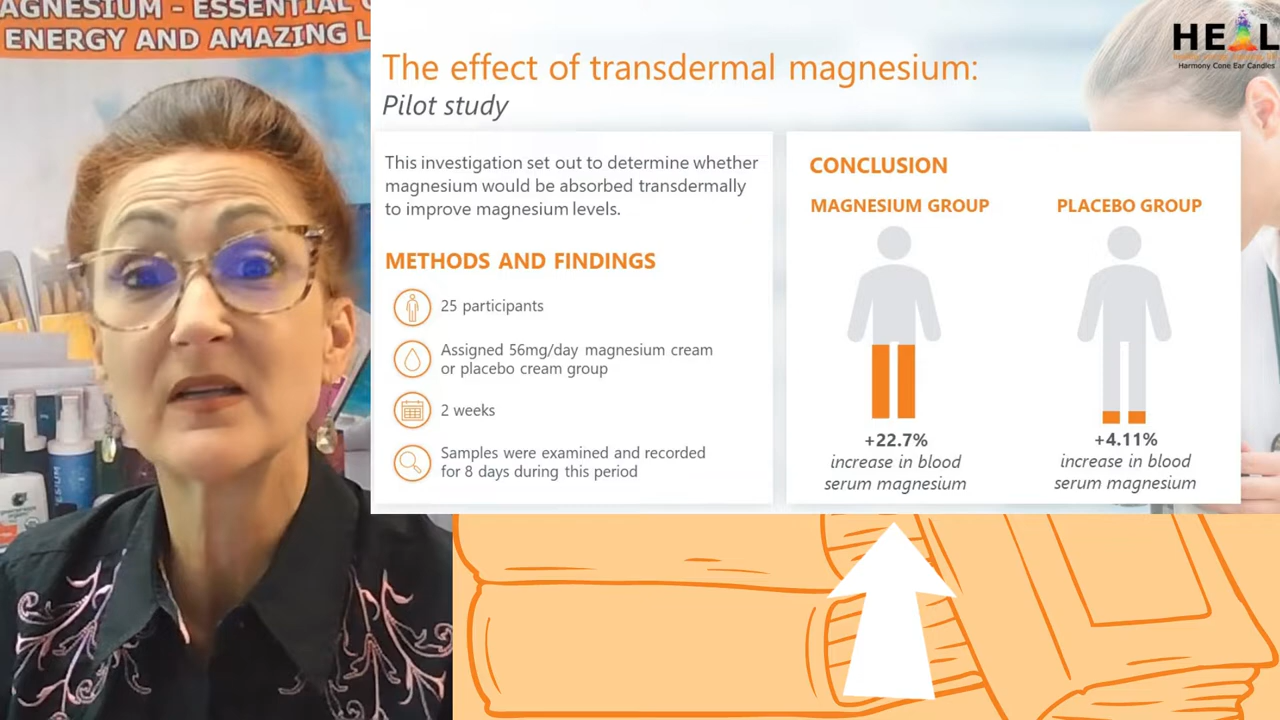 AGNESIUM - ESSENTIAL
ENERGY AND AMAZING L
The effect of transdermal magnesium:
Pilot study
HEAL
Harmony Cone Ear Candles
This investigation set out to determine whether
magnesium would be absorbed transdermally
to improve magnesium levels.
METHODS AND FINDINGS
25 participants
Assigned 56mg/day magnesium cream
or placebo cream group
2 weeks
Samples were examined and recorded
for 8 days during this period
CONCLUSION
MAGNESIUM GROUP
PLACEBO GROUP
+22.7%
increase in blood
serum magnesium
+4.11%
increase in blood
serum magnesium